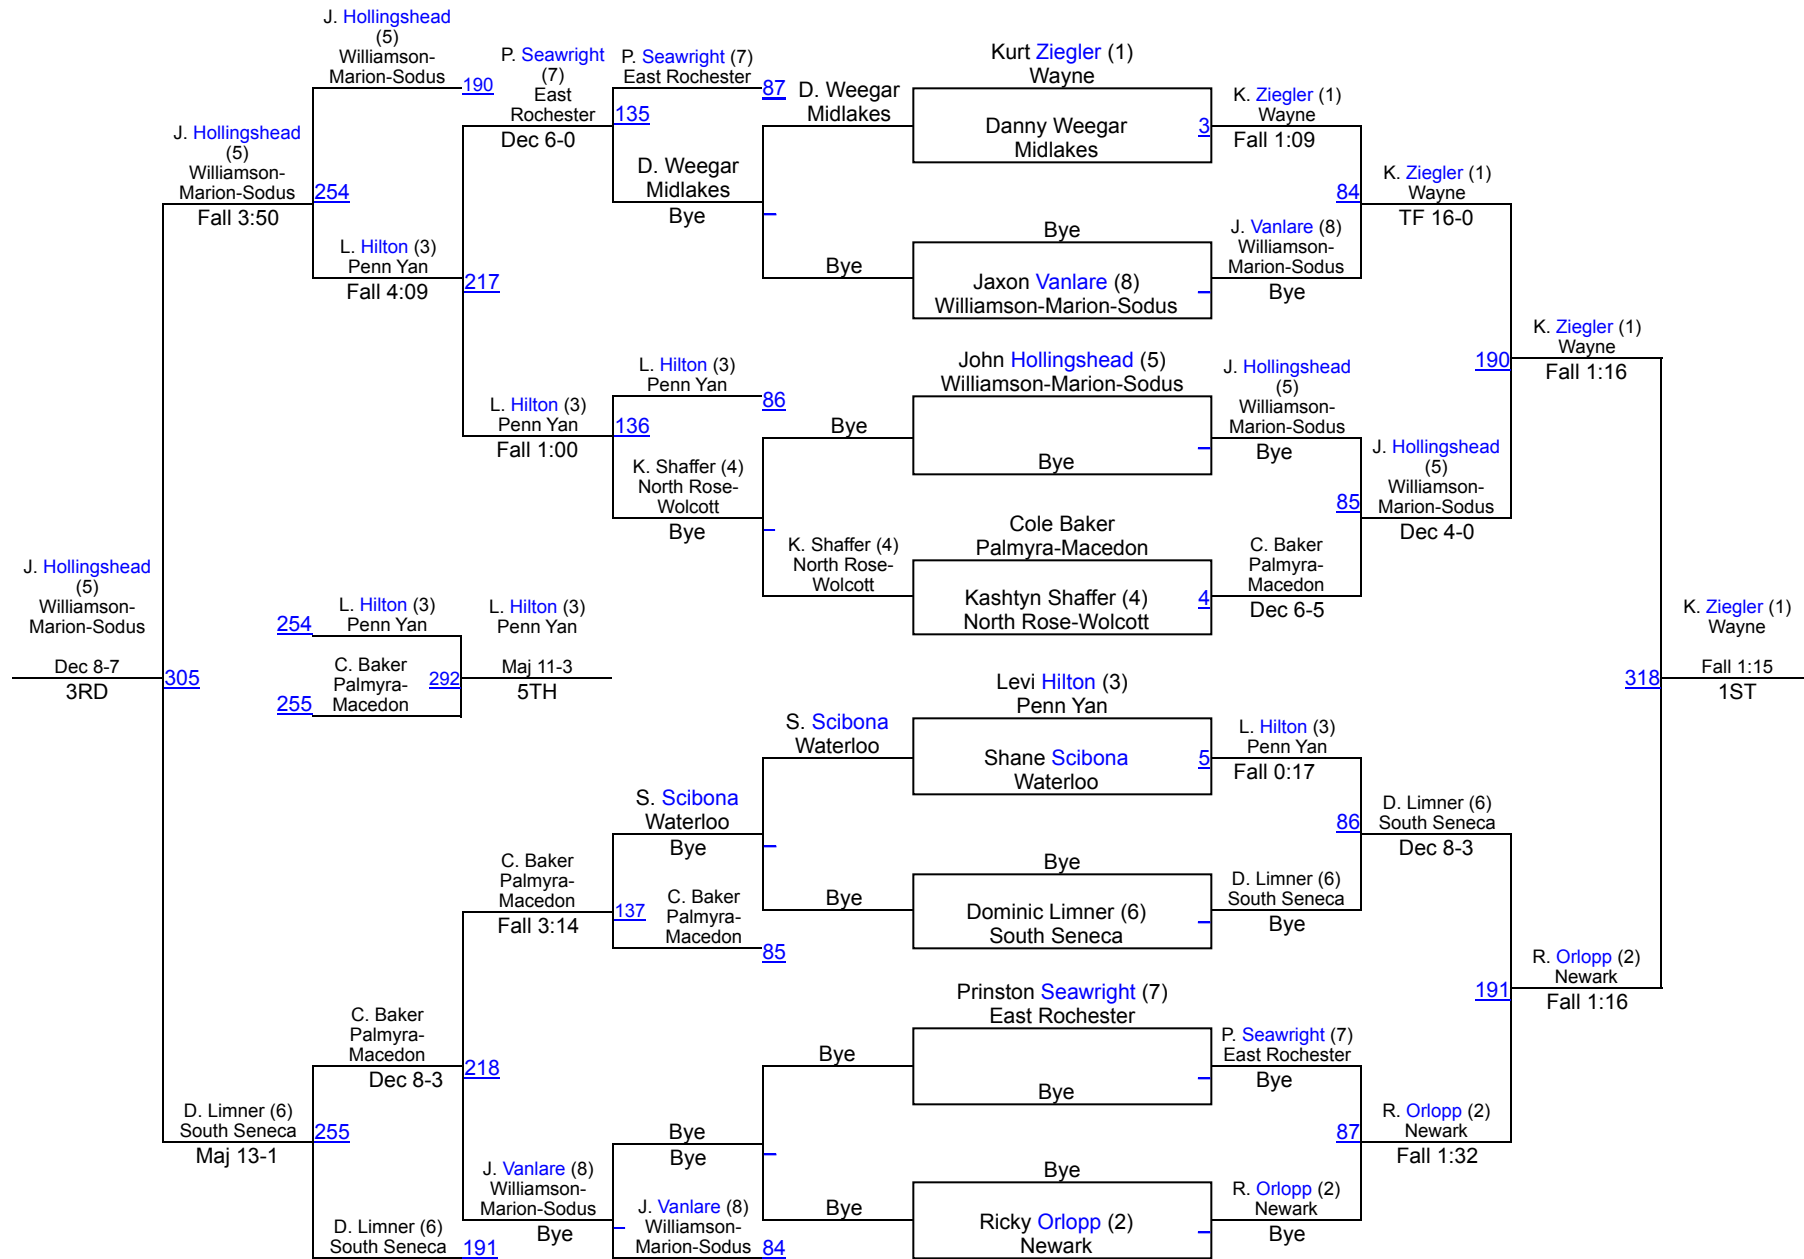 J. Hollingshead
(5)
Williamson-
Marion-Sodus
190
J. Hollingshead
(5)
Williamson-
Marion-Sodus
Fall 3:50
254
L. Hilton (3)
Penn Yan
Fall 4:09
217
P. Seawright
(7)
East
Rochester
Dec 6-0
P. Seawright (7)
East Rochester
87
135
D. Weegar
Midlakes
Bye
D. Weegar
Midlakes
Bye
L. Hilton (3)
Penn Yan
Fall 1:00
L. Hilton (3)
Penn Yan
86
136
K. Shaffer (4)
North Rose-
Wolcott
Bye
Bye
K. Shaffer (4)
North Rose-
Wolcott
Kurt Ziegler (1)
Wayne
Danny Weegar
Midlakes
3
K. Ziegler (1)
Wayne
Fall 1:09
Bye
Jaxon Vanlare (8)
Williamson-Marion-Sodus
J. Vanlare (8)
Williamson-
Marion-Sodus
Bye
84
K. Ziegler (1)
Wayne
TF 16-0
John Hollingshead (5)
Williamson-Marion-Sodus
Bye
J. Hollingshead
(5)
Williamson-
Marion-Sodus
Bye
Cole Baker
Palmyra-Macedon
Kashtyn Shaffer (4)
North Rose-Wolcott
4
C. Baker
Palmyra-
Macedon
Dec 6-5
85
J. Hollingshead
(5)
Williamson-
Marion-Sodus
Dec 4-0
190
K. Ziegler (1)
Wayne
Fall 1:16
J. Hollingshead
(5)
Williamson-
Marion-Sodus
Dec 8-7
3RD
305
254
L. Hilton (3)
Penn Yan
C. Baker
Palmyra-
Macedon
255
292
L. Hilton (3)
Penn Yan
Maj 11-3
5TH
318
K. Ziegler (1)
Wayne
Fall 1:15
1ST
Levi Hilton (3)
Penn Yan
Shane Scibona
Waterloo
5
L. Hilton (3)
Penn Yan
Fall 0:17
Bye
Dominic Limner (6)
South Seneca
D. Limner (6)
South Seneca
Bye
86
D. Limner (6)
South Seneca
Dec 8-3
Prinston Seawright (7)
East Rochester
Bye
P. Seawright (7)
East Rochester
Bye
Bye
Ricky Orlopp (2)
Newark
R. Orlopp (2)
Newark
Bye
87
R. Orlopp (2)
Newark
Fall 1:32
191
R. Orlopp (2)
Newark
Fall 1:16
S. Scibona
Waterloo
Bye
S. Scibona
Waterloo
Bye
C. Baker
Palmyra-
Macedon
85
137
C. Baker
Palmyra-
Macedon
Fall 3:14
Bye
Bye
Bye
Bye
J. Vanlare (8)
Williamson-
Marion-Sodus
84
J. Vanlare (8)
Williamson-
Marion-Sodus
Bye
218
C. Baker
Palmyra-
Macedon
Dec 8-3
D. Limner (6)
South Seneca
191
255
D. Limner (6)
South Seneca
Maj 13-1